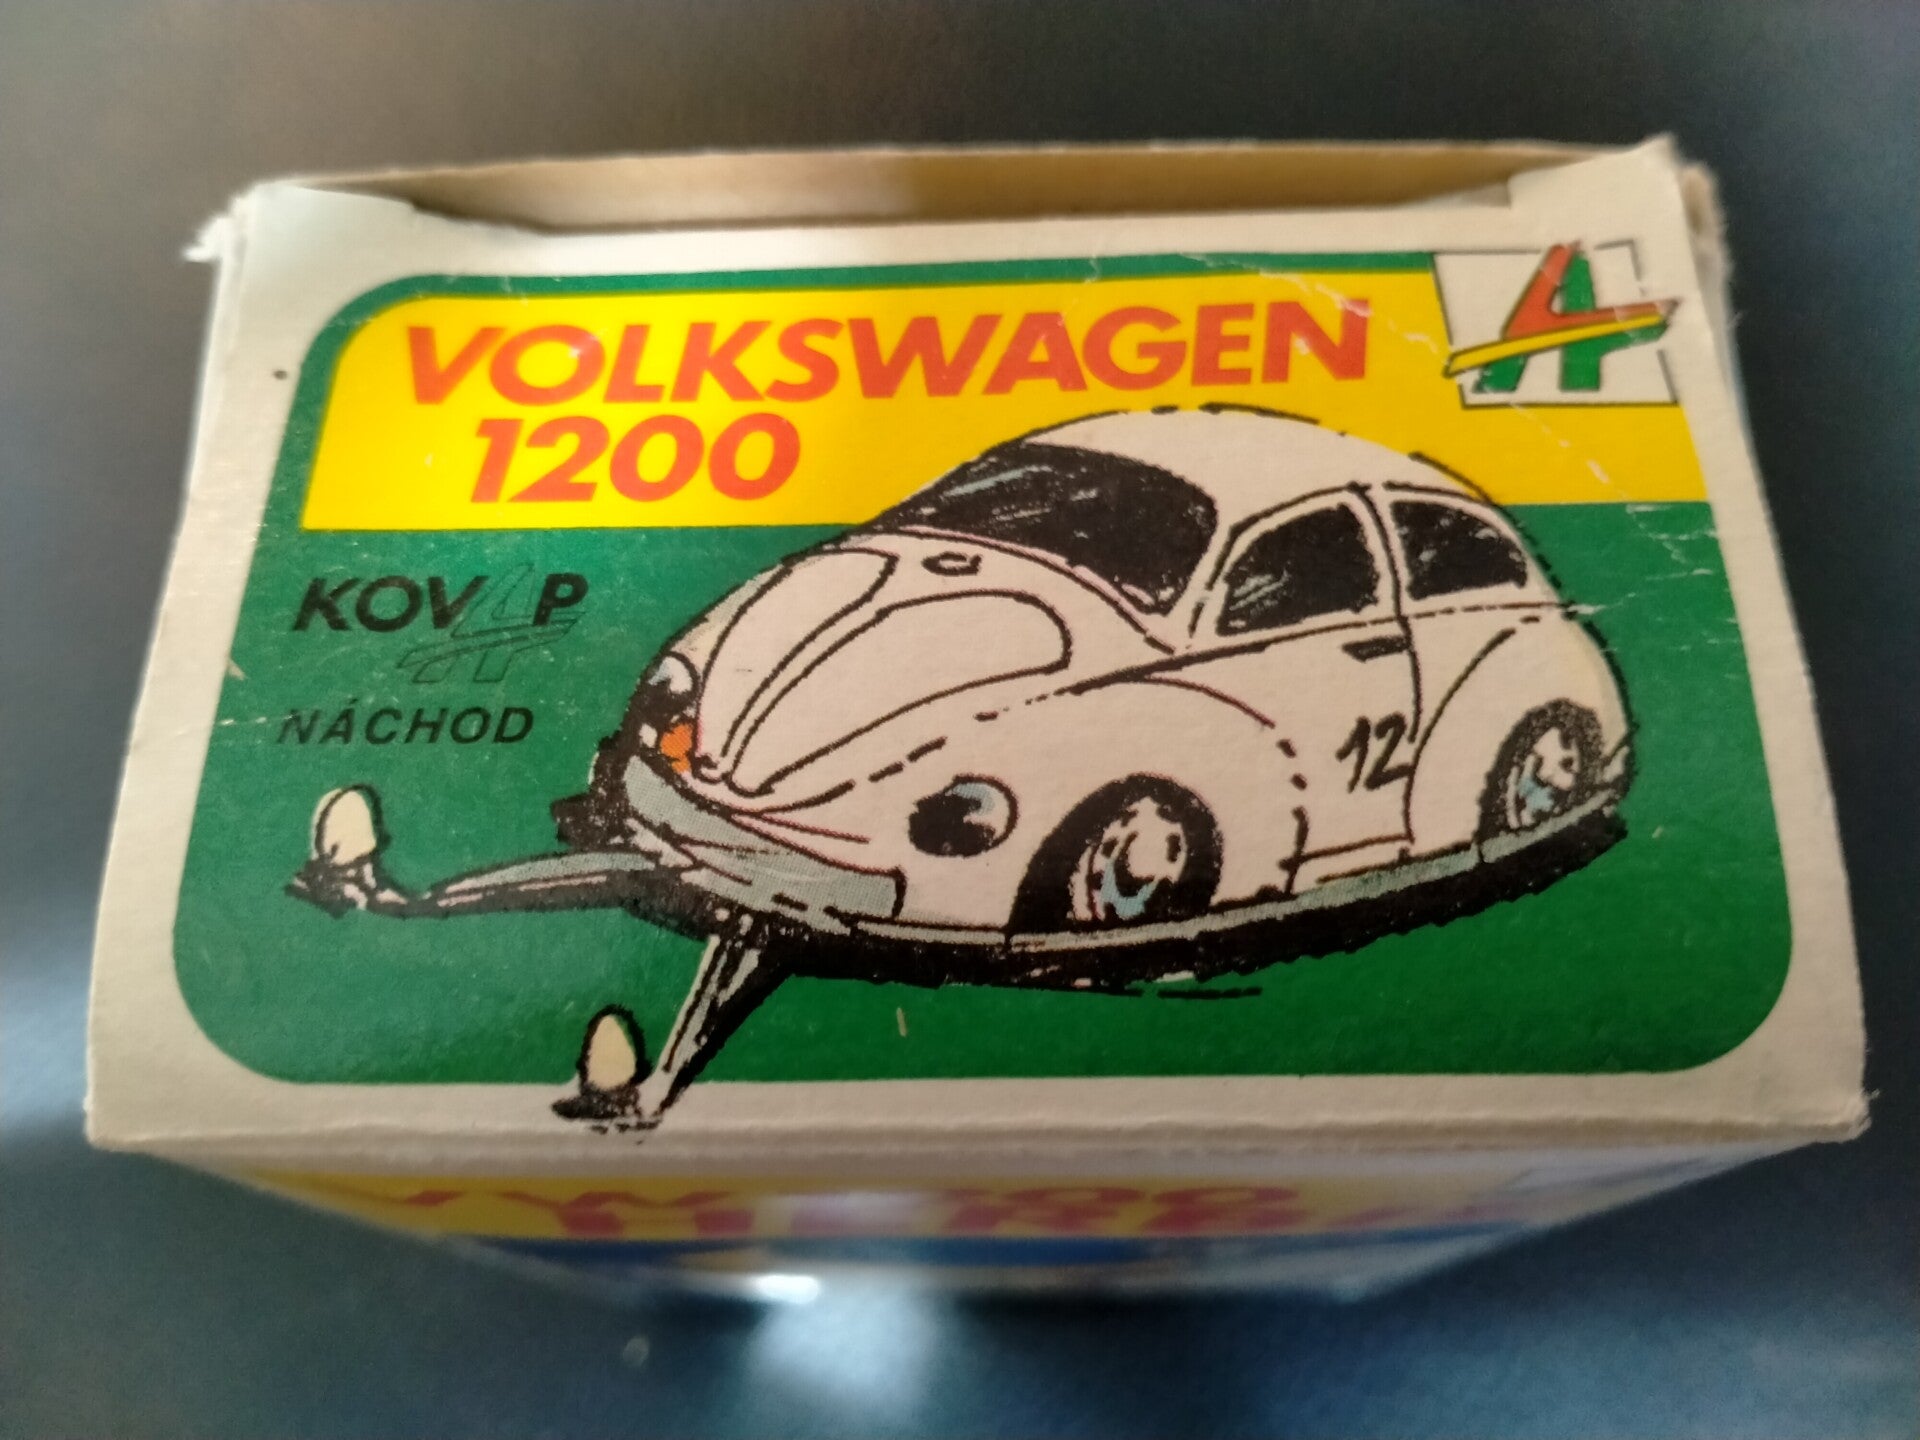 VOLKSWAGEN
1200
KOVAP
NÁCHOD
12